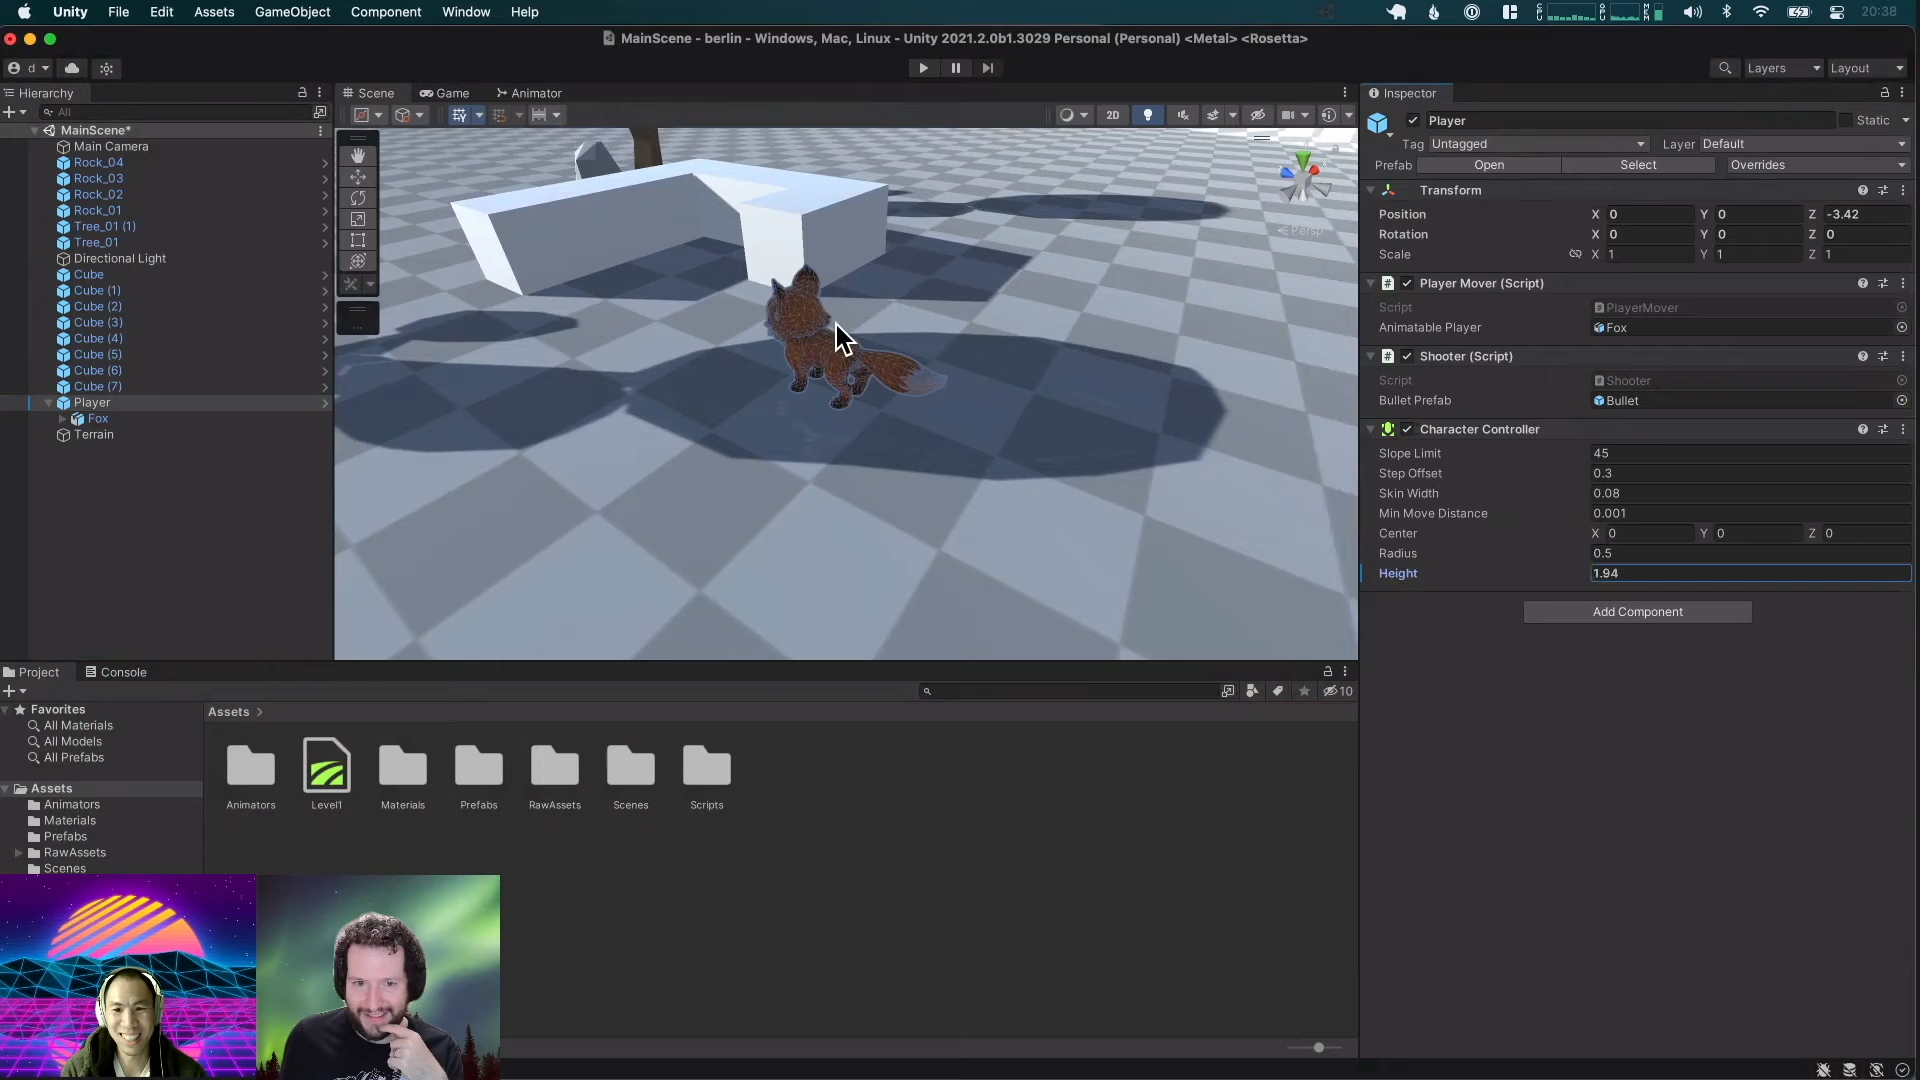 Unity File Edit Assets GameObject Component Window Help
20:38
MainScene - berlin - Windows, Mac, Linux - Unity 2021.2.0b1.3029 Personal (Personal) <Metal> <Rosetta>
d
Layers
Layout
Hierarchy
All
MainScene*
Main Camera
Rock_04
Rock_03
Rock_02
Rock_01
Tree_01 (1)
Tree_01
Directional Light
Cube
Cube (1)
Cube (2)
Cube (3)
Cube (4)
Cube (5)
Cube (6)
Cube (7)
Player
Fox
Terrain
Scene Game Animator
2D
Persp
Inspector
Player
Static
Tag Untagged Layer Default
Prefab Open Select Overrides
Transform
Position X 0 Y 0 Z -3.42
Rotation X 0 Y 0 Z 0
Scale X 1 Y 1 Z 1
# Player Mover (Script)
Script PlayerMover
Animatable Player Fox
# Shooter (Script)
Script Shooter
Bullet Prefab Bullet
Character Controller
Slope Limit 45
Step Offset 0.3
Skin Width 0.08
Min Move Distance 0.001
Center X 0 Y 0 Z 0
Radius 0.5
Height 1.94
Add Component
Project Console
10
Favorites
All Materials
All Models
All Prefabs
Assets
Animators
Materials
Prefabs
RawAssets
Scenes
Assets >
Animators Level1 Materials Prefabs RawAssets Scenes Scripts